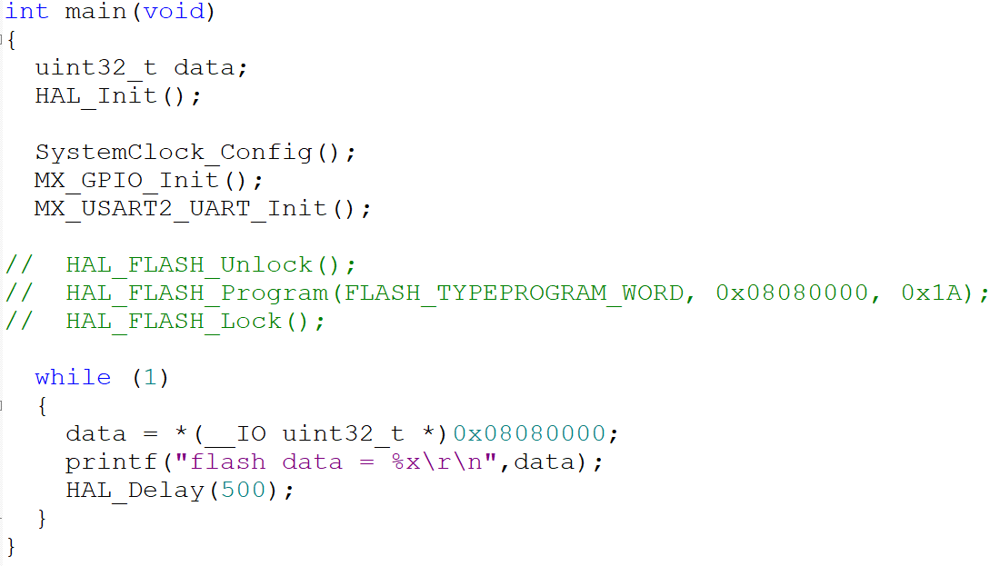 int main(void)
{
  uint32_t data;
  HAL_Init();

  SystemClock_Config();
  MX_GPIO_Init();
  MX_USART2_UART_Init();

//  HAL_FLASH_Unlock();
//  HAL_FLASH_Program(FLASH_TYPEPROGRAM_WORD, 0x08080000, 0x1A);
//  HAL_FLASH_Lock();

  while (1)
  {
    data = *(__IO uint32_t *)0x08080000;
    printf("flash data = %x\r\n",data);
    HAL_Delay(500);
  }
}